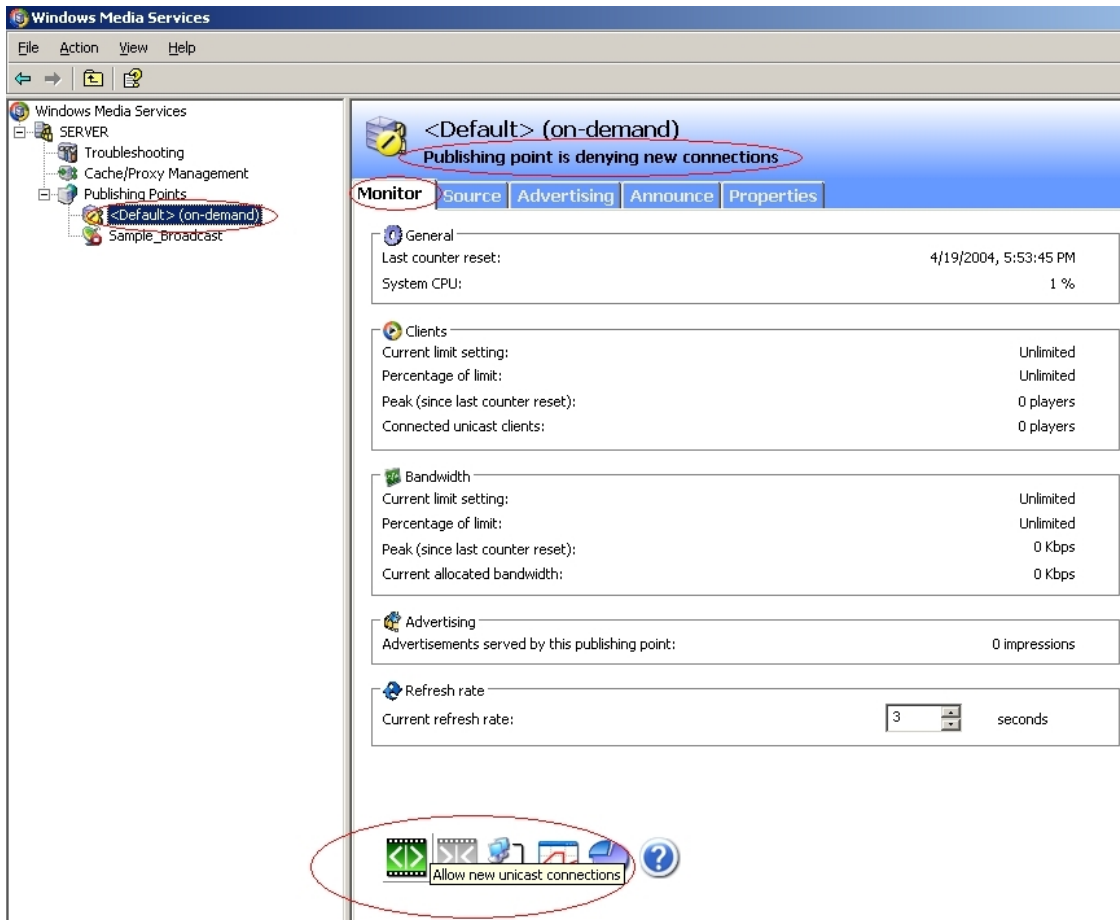 Windows Media Services
File Action View Help
Windows Media Services
SERVER
Troubleshooting
Cache/Proxy Management
Publishing Points
<Default> (on-demand)
Sample_Broadcast
<Default> (on-demand)
Publishing point is denying new connections
Monitor Source Advertising Announce Properties
General
Last counter reset: 4/19/2004, 5:53:45 PM
System CPU: 1 %
Clients
Current limit setting: Unlimited
Percentage of limit: Unlimited
Peak (since last counter reset): 0 players
Connected unicast clients: 0 players
Bandwidth
Current limit setting: Unlimited
Percentage of limit: Unlimited
Peak (since last counter reset): 0 Kbps
Current allocated bandwidth: 0 Kbps
Advertising
Advertisements served by this publishing point: 0 impressions
Refresh rate
Current refresh rate: 3 seconds
Allow new unicast connections